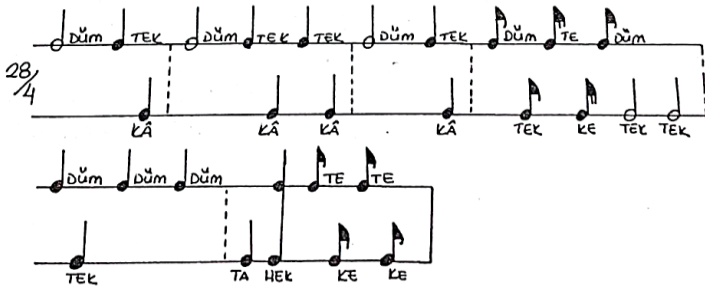 DÜM TEK DÜM TEK TEK DÜM TEK DÜM TE DÜM
28/4
KÂ KÂ KÂ KÂ TEK KE TEK TEK
DÜM DÜM DÜM TE TE
TEK TA HEK KE KE